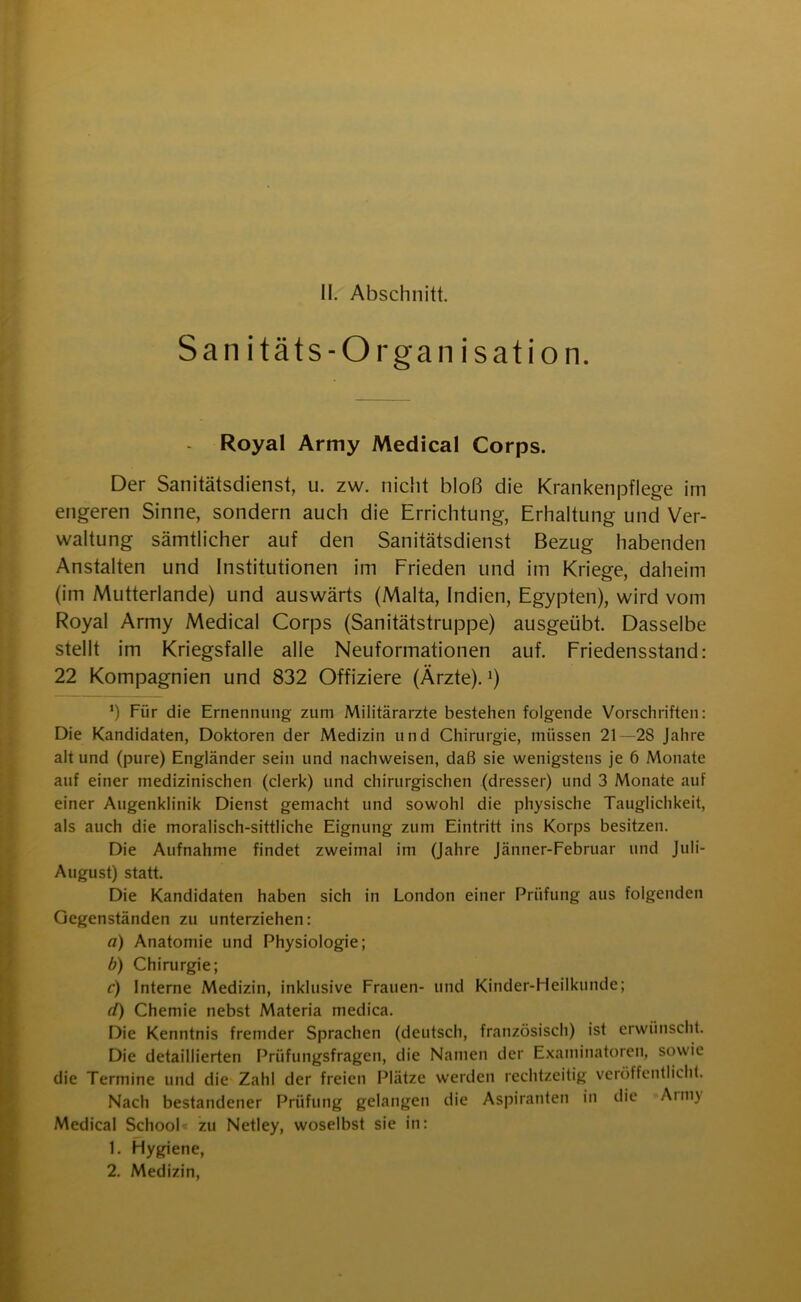 II. Abschnitt.
Sanitäts-Organisation.
Royal Army Medical Corps.
Der Sanitätsdienst, u. zw. nicht bloß die Krankenpflege im
engeren Sinne, sondern auch die Errichtung, Erhaltung und Ver-
waltung sämtlicher auf den Sanitätsdienst Bezug habenden
Anstalten und Institutionen im Frieden und im Kriege, daheim
(im Mutterlande) und auswärts (Malta, Indien, Egypten), wird vom
Royal Army Medical Corps (Sanitätstruppe) ausgeübt. Dasselbe
stellt im Kriegsfalle alle Neuformationen auf. Friedensstand:
22 Kompagnien und 832 Offiziere (Ärzte). ¹)
¹) Für die Ernennung zum Militärarzte bestehen folgende Vorschriften:
Die Kandidaten, Doktoren der Medizin und Chirurgie, müssen 21—28 Jahre
alt und (pure) Engländer sein und nachweisen, daß sie wenigstens je 6 Monate
auf einer medizinischen (clerk) und chirurgischen (dresser) und 3 Monate auf
einer Augenklinik Dienst gemacht und sowohl die physische Tauglichkeit,
als auch die moralisch-sittliche Eignung zum Eintritt ins Korps besitzen.
Die Aufnahme findet zweimal im (Jahre Jänner-Februar und Juli-
August) statt.
Die Kandidaten haben sich in London einer Prüfung aus folgenden
Gegenständen zu unterziehen:
a) Anatomie und Physiologie;
b) Chirurgie;
c) Interne Medizin, inklusive Frauen- und Kinder-Heilkunde;
d) Chemie nebst Materia medica.
Die Kenntnis fremder Sprachen (deutsch, französisch) ist erwünscht.
Die detaillierten Prüfungsfragen, die Namen der Examinatoren, sowie
die Termine und die Zahl der freien Plätze werden rechtzeitig veröffentlicht.
Nach bestandener Prüfung gelangen die Aspiranten in die »Army
Medical School« zu Netley, woselbst sie in:
1. Hygiene,
2. Medizin,